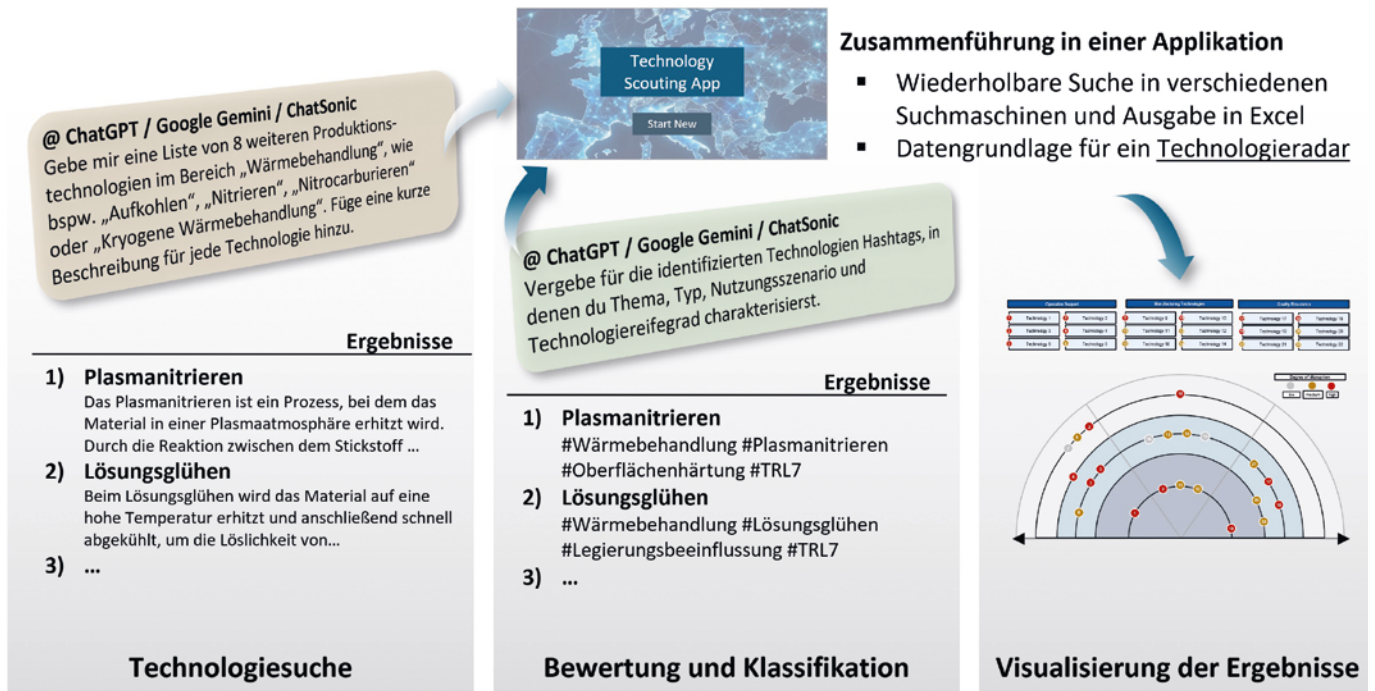 @ ChatGPT / Google Gemini / ChatSonic
Gebe mir eine Liste von 8 weiteren Produktions-
technologien im Bereich „Wärmebehandlung“, wie
bspw. „Aufkohlen“, „Nitrieren“, „Nitrocarburieren“
oder „Kryogene Wärmebehandlung“. Füge eine kurze
Beschreibung für jede Technologie hinzu.
Ergebnisse
1) Plasmanitrieren
Das Plasmanitrieren ist ein Prozess, bei dem das
Material in einer Plasmaatmosphäre erhitzt wird.
Durch die Reaktion zwischen dem Stickstoff ...
2) Lösungsglühen
Beim Lösungsglühen wird das Material auf eine
hohe Temperatur erhitzt und anschließend schnell
abgekühlt, um die Löslichkeit von...
3) ...
Technologiesuche
Technology
Scouting App
Start New
@ ChatGPT / Google Gemini / ChatSonic
Vergebe für die identifizierten Technologien Hashtags, in
denen du Thema, Typ, Nutzungsszenario und
Technologiereifegrad charakterisierst.
Ergebnisse
1) Plasmanitrieren
#Wärmebehandlung #Plasmanitrieren
#Oberflächenhärtung #TRL7
2) Lösungsglühen
#Wärmebehandlung #Lösungsglühen
#Legierungsbeeinflussung #TRL7
3) ...
Bewertung und Klassifikation
Zusammenführung in einer Applikation
▪ Wiederholbare Suche in verschiedenen
Suchmaschinen und Ausgabe in Excel
▪ Datengrundlage für ein Technologieradar
Visualisierung der Ergebnisse